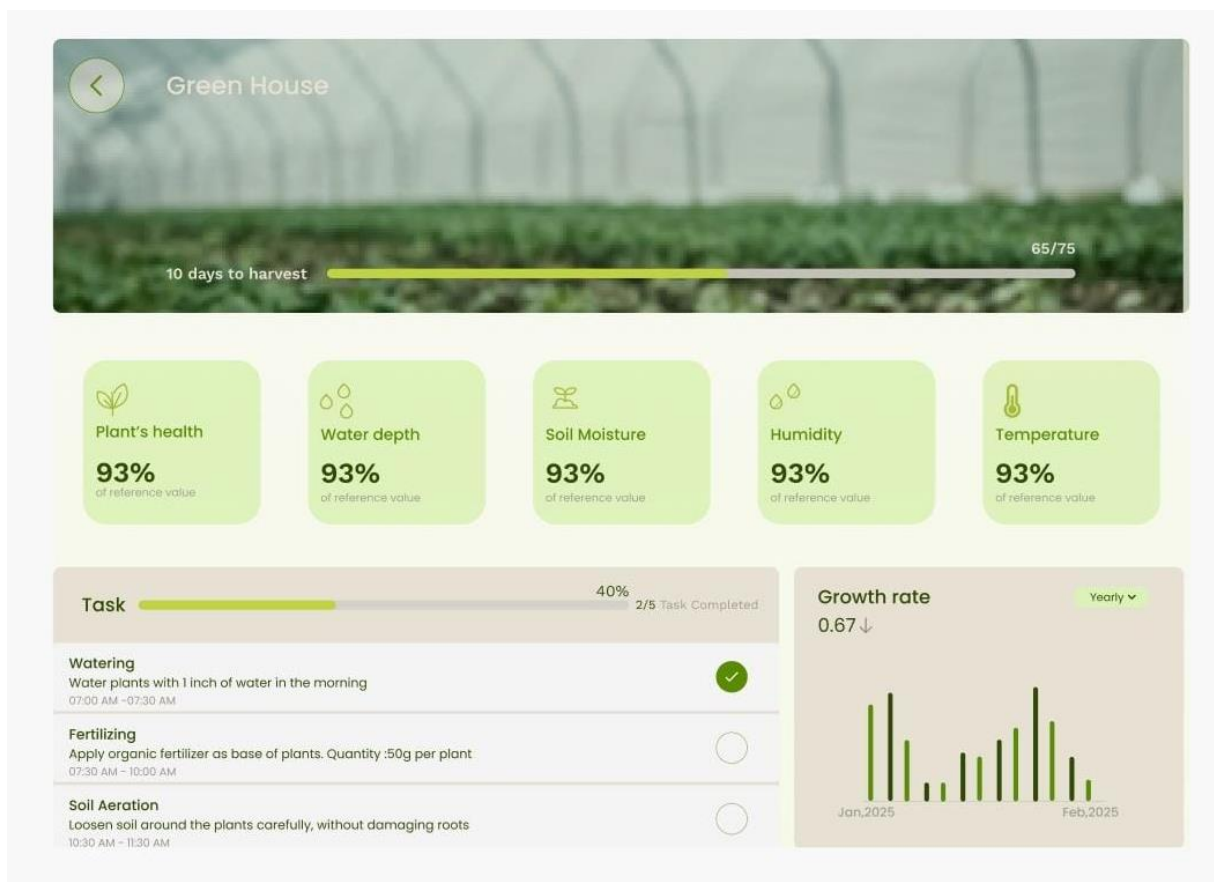 Green House
65/75
10 days to harvest
Plant's health
93%
of reference value
Water depth
93%
of reference value
Soil Moisture
93%
of reference value
Humidity
93%
of reference value
Temperature
93%
of reference value
Task
40%
2/5 Task Completed
Watering
Water plants with 1 inch of water in the morning
07:00 AM -07:30 AM
Fertilizing
Apply organic fertilizer as base of plants. Quantity :50g per plant
07:30 AM - 10:00 AM
Soil Aeration
Loosen soil around the plants carefully, without damaging roots
10:30 AM - 11:30 AM
Growth rate
Yearly
0.67↓
Jan,2025
Feb,2025